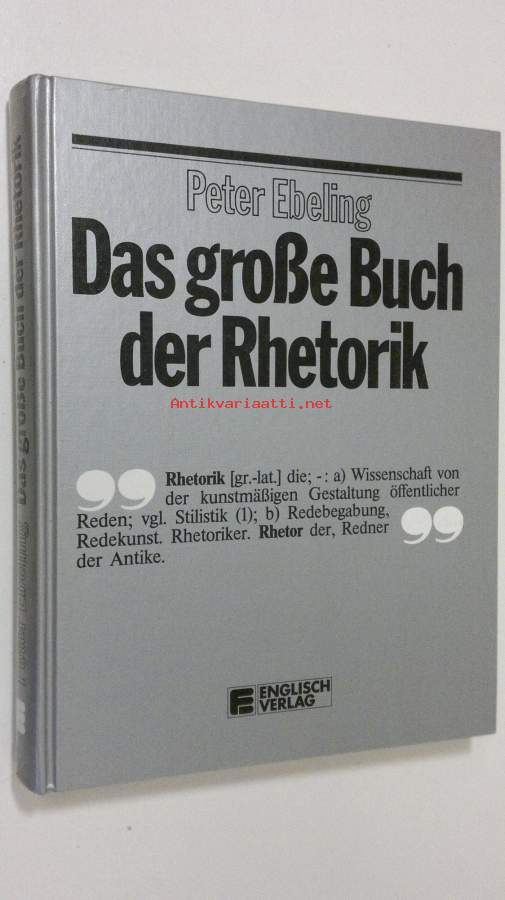 Peter Ebeling
Das große Buch
der Rhetorik
Antikvariaatti.net
Rhetorik [gr.-lat.] die; - : a) Wissenschaft von
der kunstmäßigen Gestaltung öffentlicher
Reden; vgl. Stilistik (1); b) Redebegabung,
Redekunst. Rhetoriker. Rhetor der, Redner
der Antike.
ENGLISCH
VERLAG
Das große Buch der Rhetorik